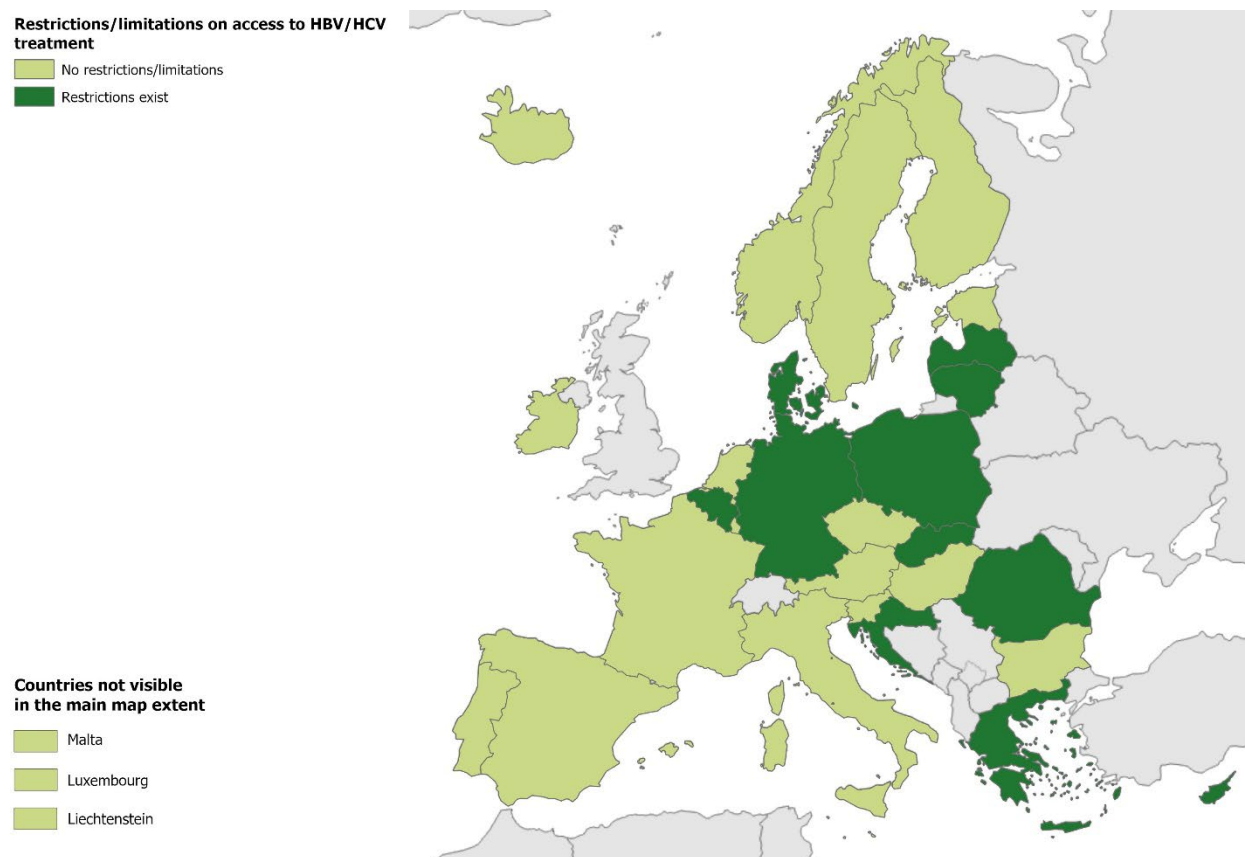 Restrictions/limitations on access to HBV/HCV
treatment
No restrictions/limitations
Restrictions exist
Countries not visible
in the main map extent
Malta
Luxembourg
Liechtenstein